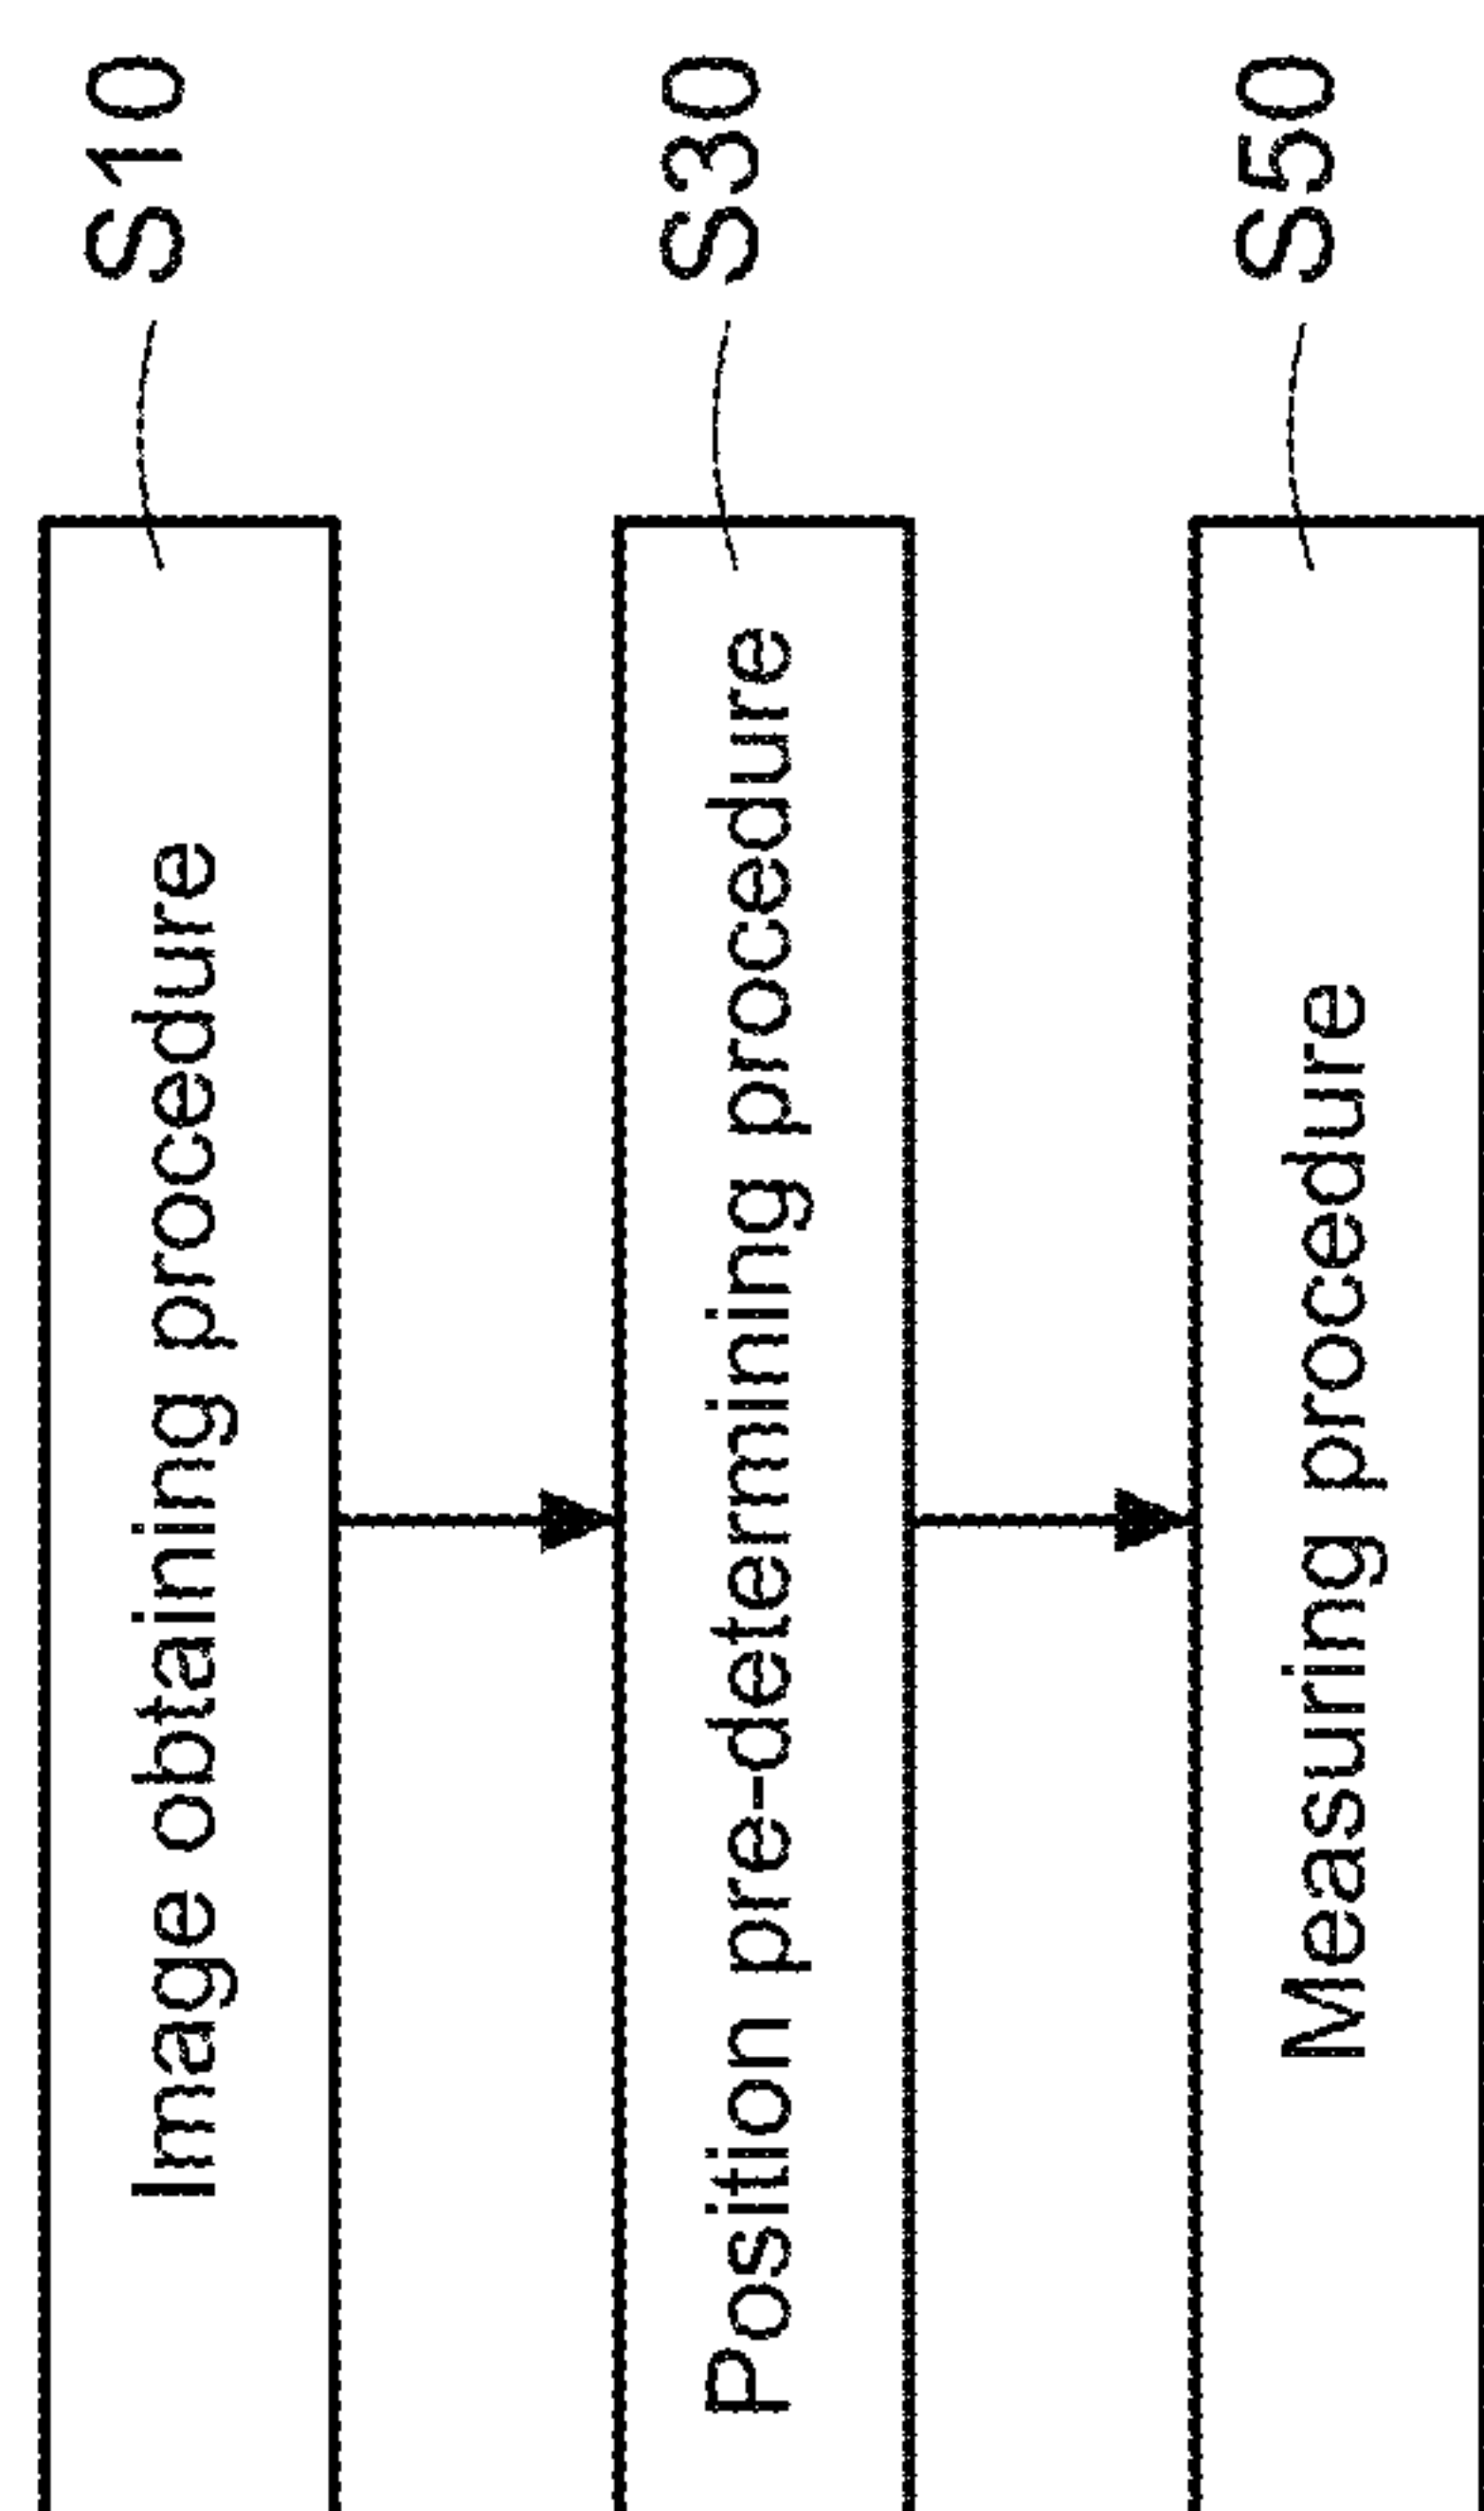 Image obtaining procedure
S10
Position pre-determining procedure
S30
Measuring procedure
S50